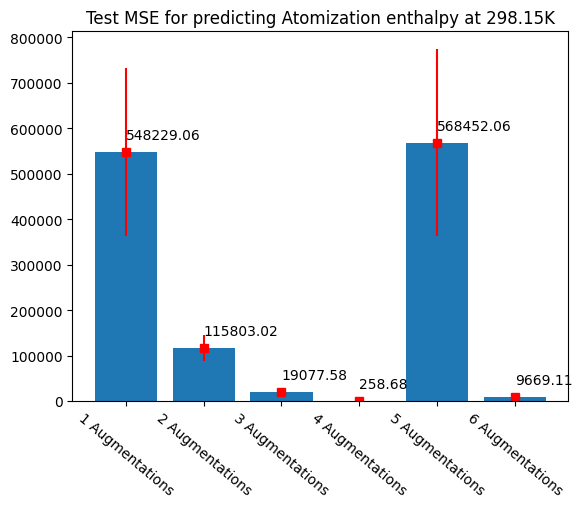 Test MSE for predicting Atomization enthalpy at 298.15K
800000
700000
600000
500000
400000
300000
200000
100000
0
548229.06
115803.02
19077.58
258.68
568452.06
9669.11
1 Augmentations
2 Augmentations
3 Augmentations
4 Augmentations
5 Augmentations
6 Augmentations